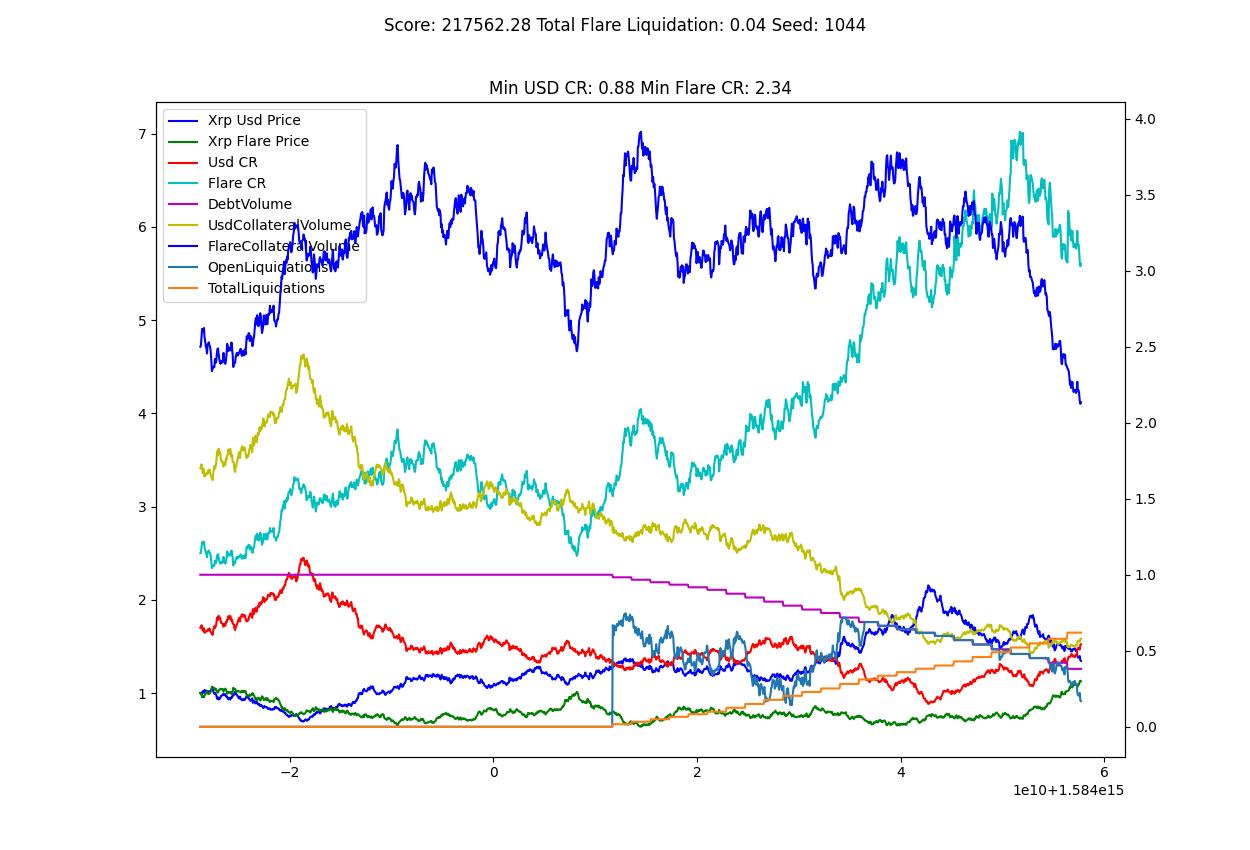 Score: 217562.28 Total Flare Liquidation: 0.04 Seed: 1044
Min USD CR: 0.88 Min Flare CR: 2.34
Xrp Usd Price
Xrp Flare Price
Usd CR
Flare CR
DebtVolume
UsdCollateralVolume
FlareCollateralVolume
OpenLiquidations
TotalLiquidations
7
6
5
4
3
2
1
4.0
3.5
3.0
2.5
2.0
1.5
1.0
0.5
0.0
−2
0
2
4
6
1e10+1.584e15